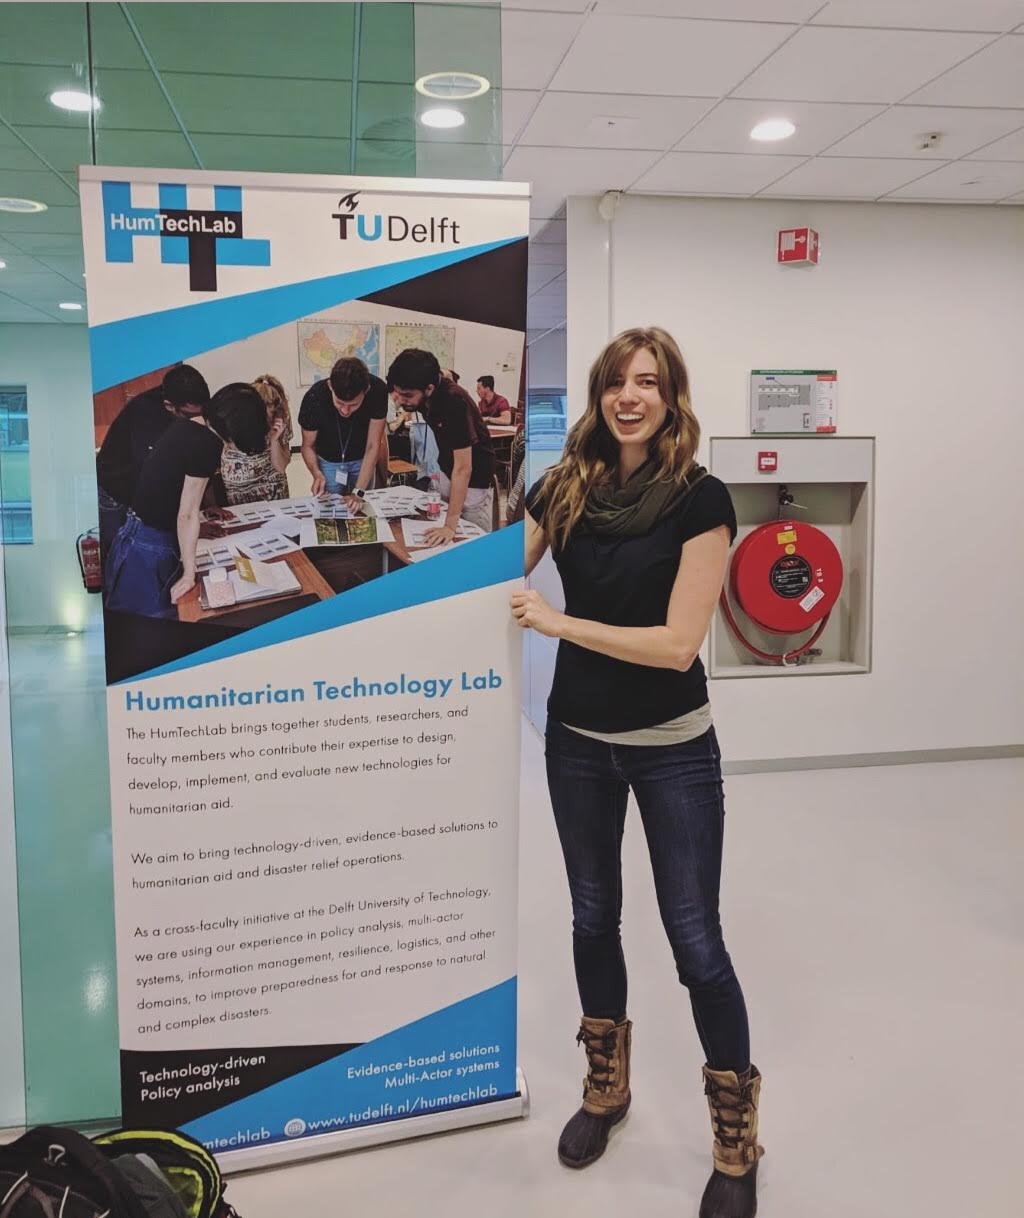 HumTechLab
TU Delft
Humanitarian Technology Lab
The HumTechLab brings together students, researchers, and
faculty members who contribute their expertise to design,
develop, implement, and evaluate new technologies for
humanitarian aid.
We aim to bring technology-driven, evidence-based solutions to
humanitarian aid and disaster relief operations.
As a cross-faculty initiative at the Delft University of Technology,
we are using our experience in policy analysis, multi-actor
systems, information management, resilience, logistics, and other
domains, to improve preparedness for and response to natural
and complex disasters.
Technology-driven
Policy analysis
Evidence-based solutions
Multi-Actor systems
mtechlab
www.tudelft.nl/humtechlab